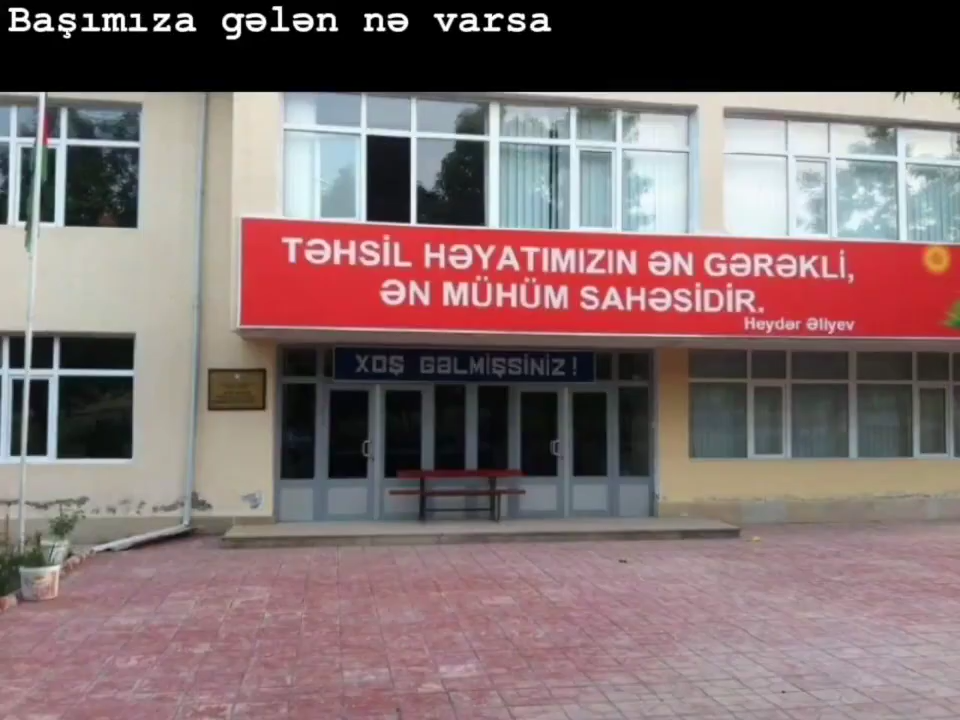 Başımıza gələn nə varsa
TƏHSİL HƏYATIMIZIN ƏN GƏRƏKLİ,
ƏN MÜHÜM SAHƏSİDİR.
Heydər Əliyev
XOŞ GƏLMİŞSİNİZ!